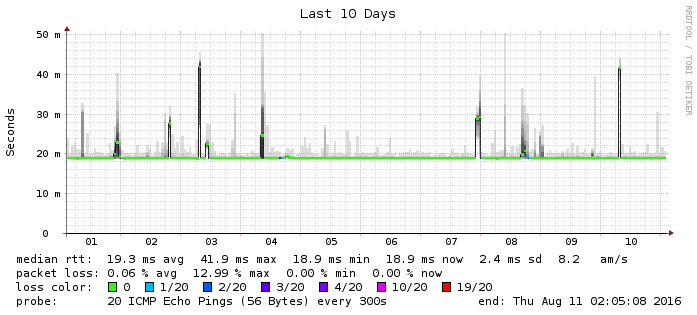 Last 10 Days
RRDTOOL / TOBI OETIKER
Seconds
50 m
40 m
30 m
20 m
10 m
0
01 02 03 04 05 06 07 08 09 10
median rtt: 19.3 ms avg 41.9 ms max 18.9 ms min 18.9 ms now 2.4 ms sd 8.2 am/s
packet loss: 0.06 % avg 12.99 % max 0.00 % min 0.00 % now
loss color: 0 1/20 2/20 3/20 4/20 10/20 19/20
probe: 20 ICMP Echo Pings (56 Bytes) every 300s end: Thu Aug 11 02:05:08 2016